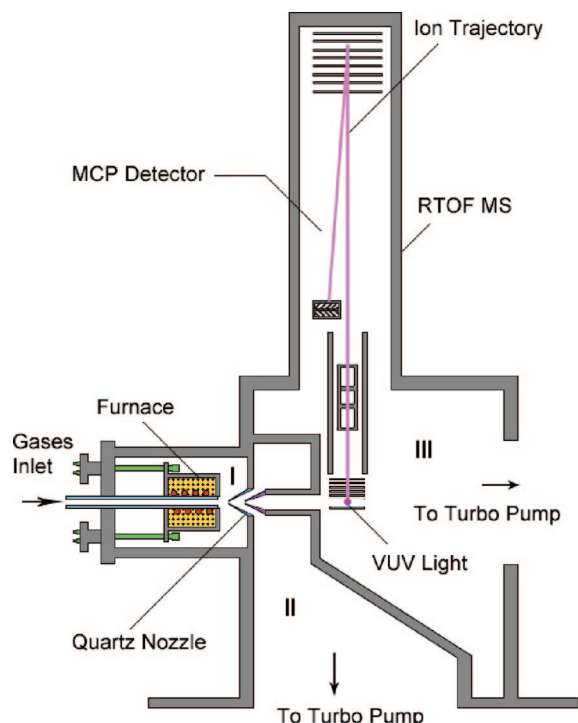 Ion Trajectory
MCP Detector
RTOF MS
Furnace
Gases
Inlet
I
III
To Turbo Pump
VUV Light
II
Quartz Nozzle
To Turbo Pump